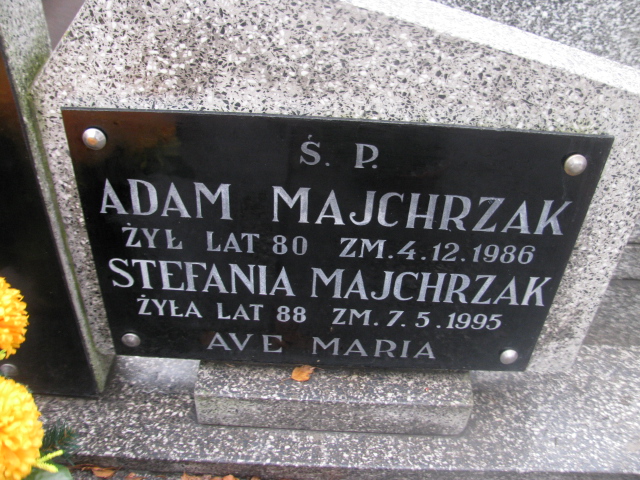 Ś. P.
ADAM MAJCHRZAK
ŻYŁ LAT 80 ZM. 4.12.1986
STEFANIA MAJCHRZAK
ŻYŁA LAT 88 ZM. 7.5.1995
AVE MARIA